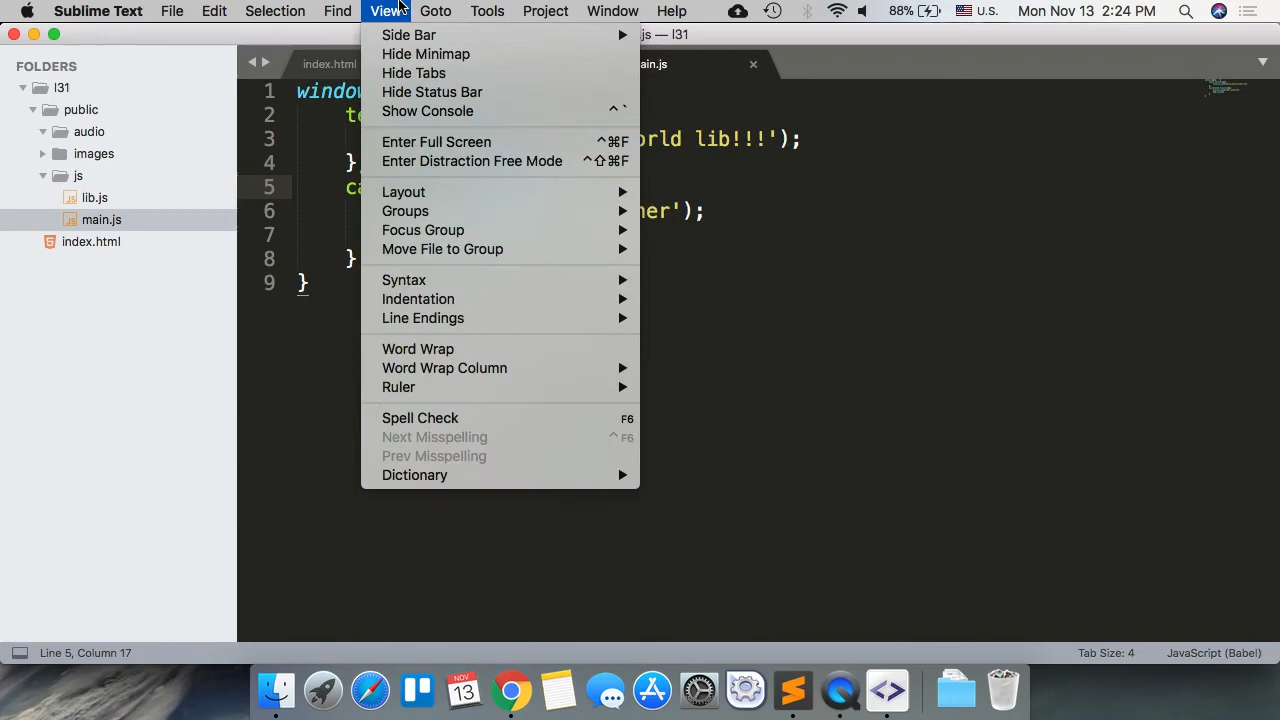 Sublime Text File Edit Selection Find View Goto Tools Project Window Help 88% U.S. Mon Nov 13 2:24 PM
js — l31
FOLDERS
l31
public
audio
images
js
lib.js
main.js
index.html
index.html
ain.js
1 window
2
3 rld lib!!!');
4 },
5
6 her');
7
8 }
9 }
Side Bar
Hide Minimap
Hide Tabs
Hide Status Bar
Show Console ^`
Enter Full Screen ^⌘F
Enter Distraction Free Mode ^⇧⌘F
Layout
Groups
Focus Group
Move File to Group
Syntax
Indentation
Line Endings
Word Wrap
Word Wrap Column
Ruler
Spell Check F6
Next Misspelling ^F6
Prev Misspelling
Dictionary
Line 5, Column 17 Tab Size: 4 JavaScript (Babel)
NOV
13